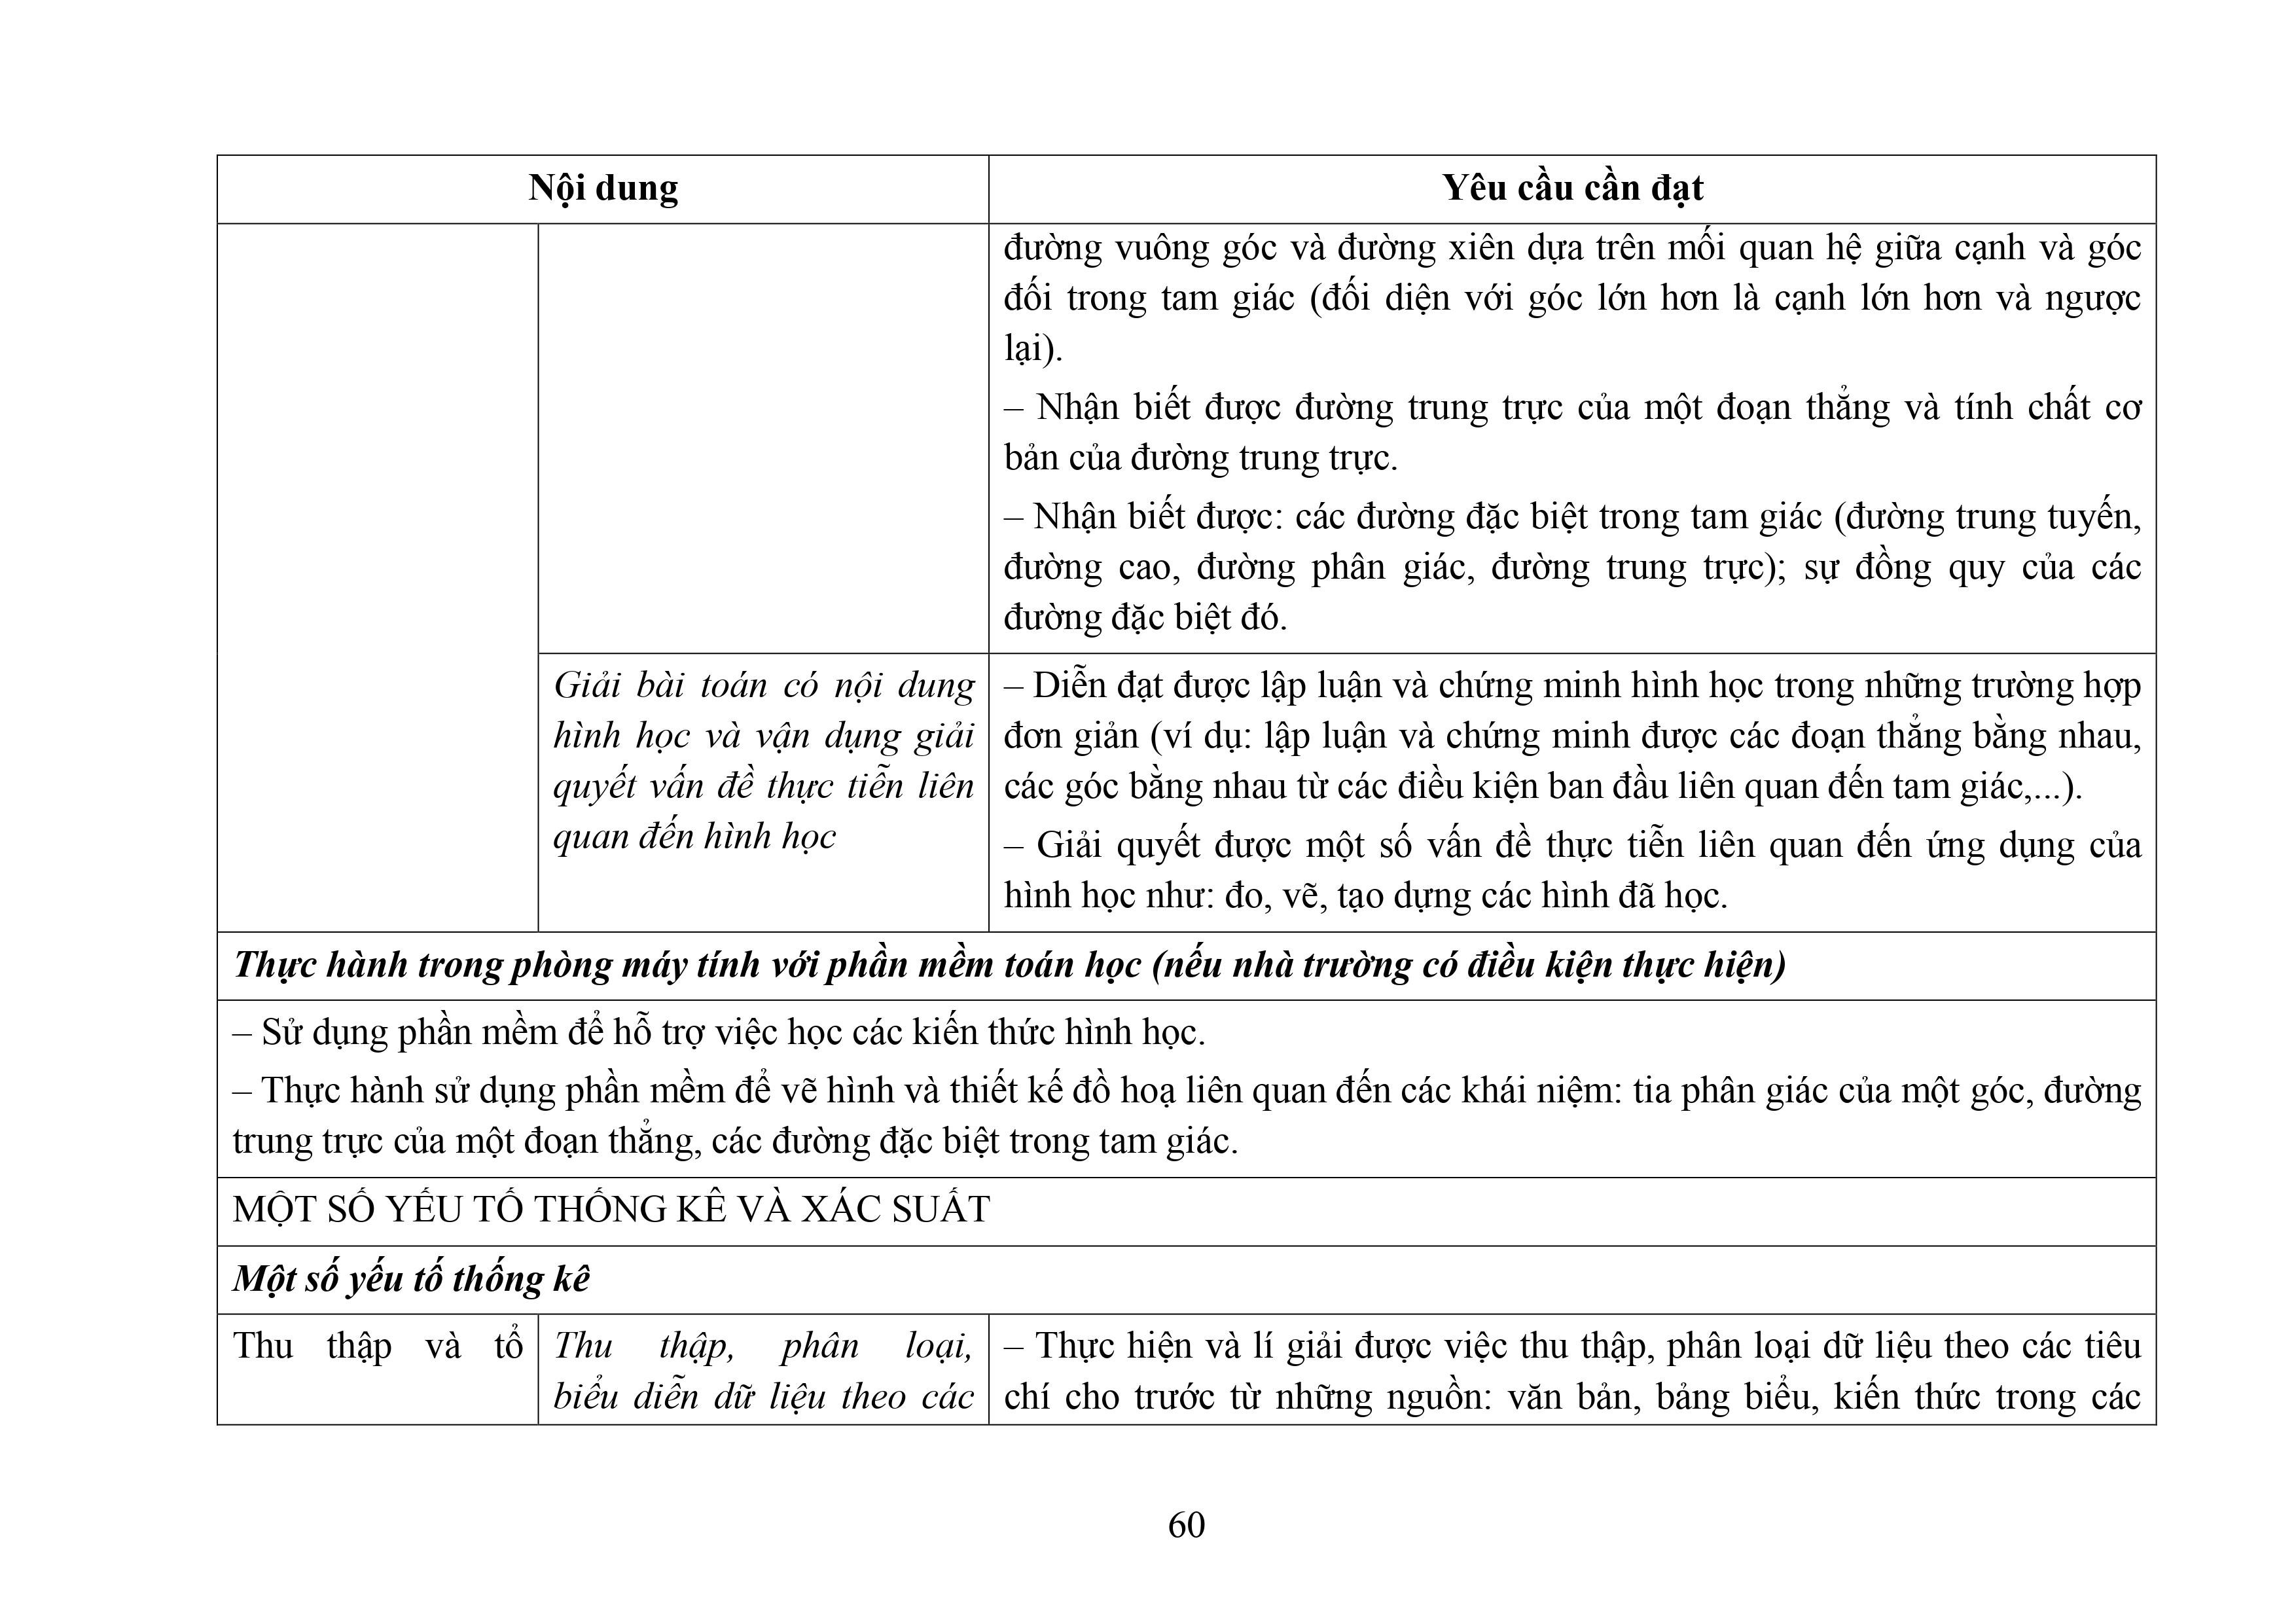 Nội dung
Yêu cầu cần đạt
đường vuông góc và đường xiên dựa trên mối quan hệ giữa cạnh và góc
đối trong tam giác (đối diện với góc lớn hơn là cạnh lớn hơn và ngược
lại).
– Nhận biết được đường trung trực của một đoạn thẳng và tính chất cơ
bản của đường trung trực.
– Nhận biết được: các đường đặc biệt trong tam giác (đường trung tuyến,
đường cao, đường phân giác, đường trung trực); sự đồng quy của các
đường đặc biệt đó.
Giải bài toán có nội dung
hình học và vận dụng giải
quyết vấn đề thực tiễn liên
quan đến hình học
– Diễn đạt được lập luận và chứng minh hình học trong những trường hợp
đơn giản (ví dụ: lập luận và chứng minh được các đoạn thẳng bằng nhau,
các góc bằng nhau từ các điều kiện ban đầu liên quan đến tam giác,...).
– Giải quyết được một số vấn đề thực tiễn liên quan đến ứng dụng của
hình học như: đo, vẽ, tạo dựng các hình đã học.
Thực hành trong phòng máy tính với phần mềm toán học (nếu nhà trường có điều kiện thực hiện)
– Sử dụng phần mềm để hỗ trợ việc học các kiến thức hình học.
– Thực hành sử dụng phần mềm để vẽ hình và thiết kế đồ hoạ liên quan đến các khái niệm: tia phân giác của một góc, đường
trung trực của một đoạn thẳng, các đường đặc biệt trong tam giác.
MỘT SỐ YẾU TỐ THỐNG KÊ VÀ XÁC SUẤT
Một số yếu tố thống kê
Thu thập và tổ
Thu thập, phân loại,
biểu diễn dữ liệu theo các
– Thực hiện và lí giải được việc thu thập, phân loại dữ liệu theo các tiêu
chí cho trước từ những nguồn: văn bản, bảng biểu, kiến thức trong các
60